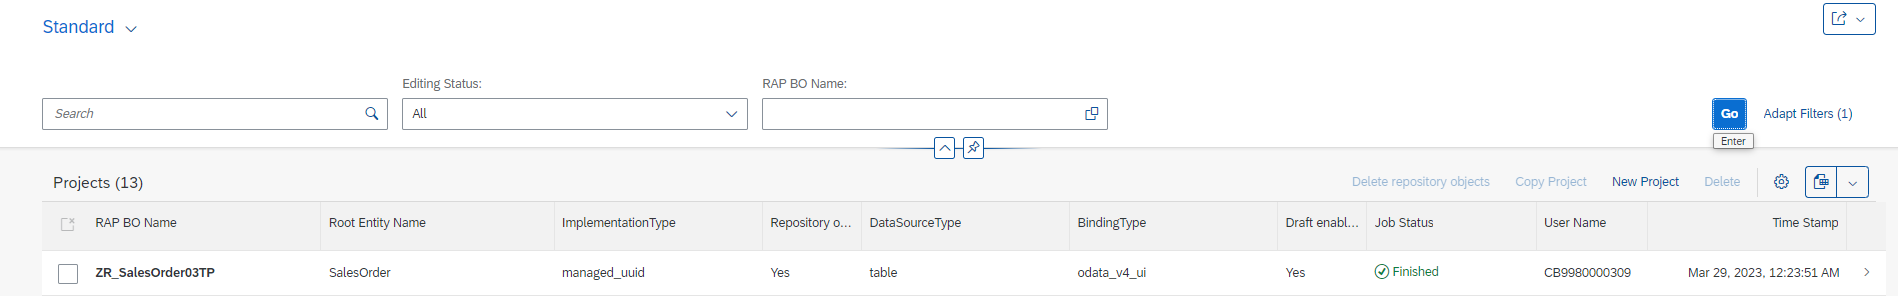 Standard
Editing Status:
RAP BO Name:
Search
All
Go
Adapt Filters (1)
Enter
Projects (13)
Delete repository objects
Copy Project
New Project
Delete
RAP BO Name
Root Entity Name
ImplementationType
Repository o...
DataSourceType
BindingType
Draft enabl...
Job Status
User Name
Time Stamp
ZR_SalesOrder03TP
SalesOrder
managed_uuid
Yes
table
odata_v4_ui
Yes
Finished
CB9980000309
Mar 29, 2023, 12:23:51 AM